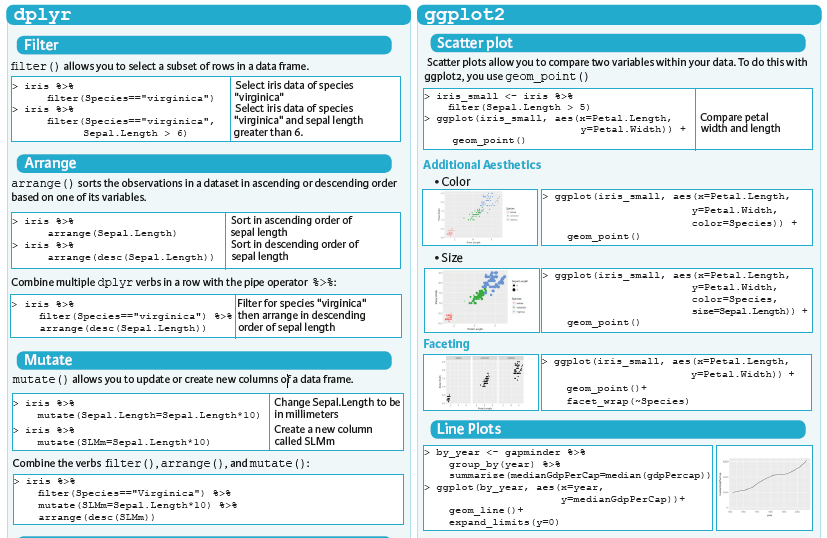 dplyr
Filter
filter() allows you to select a subset of rows in a data frame.
> iris %>%
filter(Species=="virginica")
> iris %>%
filter(Species=="virginica",
Sepal.Length > 6)
Select iris data of species
"virginica"
Select iris data of species
"virginica" and sepal length
greater than 6.
Arrange
arrange() sorts the observations in a dataset in ascending or descending order
based on one of its variables.
> iris %>%
arrange(Sepal.Length)
> iris %>%
arrange(desc(Sepal.Length))
Sort in ascending order of
sepal length
Sort in descending order of
sepal length
Combine multiple dplyr verbs in a row with the pipe operator %>%:
> iris %>%
filter(Species=="virginica") %>%
arrange(desc(Sepal.Length))
Filter for species "virginica"
then arrange in descending
order of sepal length
Mutate
mutate() allows you to update or create new columns of a data frame.
> iris %>%
mutate(Sepal.Length=Sepal.Length*10)
> iris %>%
mutate(SLMm=Sepal.Length*10)
Change Sepal.Length to be
in millimeters
Create a new column
called SLMm
Combine the verbs filter(), arrange(), and mutate():
> iris %>%
filter(Species=="Virginica") %>%
mutate(SLMm=Sepal.Length*10) %>%
arrange(desc(SLMm))
ggplot2
Scatter plot
Scatter plots allow you to compare two variables within your data. To do this with
ggplot2, you use geom_point()
> iris_small <- iris %>%
filter(Sepal.Length > 5)
> ggplot(iris_small, aes(x=Petal.Length,
y=Petal.Width)) +
geom_point()
Compare petal
width and length
Additional Aesthetics
• Color
> ggplot(iris_small, aes(x=Petal.Length,
y=Petal.Width,
color=Species)) +
geom_point()
• Size
> ggplot(iris_small, aes(x=Petal.Length,
y=Petal.Width,
color=Species,
size=Sepal.Length)) +
geom_point()
Faceting
> ggplot(iris_small, aes(x=Petal.Length,
y=Petal.Width)) +
geom_point()+
facet_wrap(~Species)
Line Plots
> by_year <- gapminder %>%
group_by(year) %>%
summarise(medianGdpPerCap=median(gdpPercap))
> ggplot(by_year, aes(x=year,
y=medianGdpPerCap))+
geom_line()+
expand_limits(y=0)